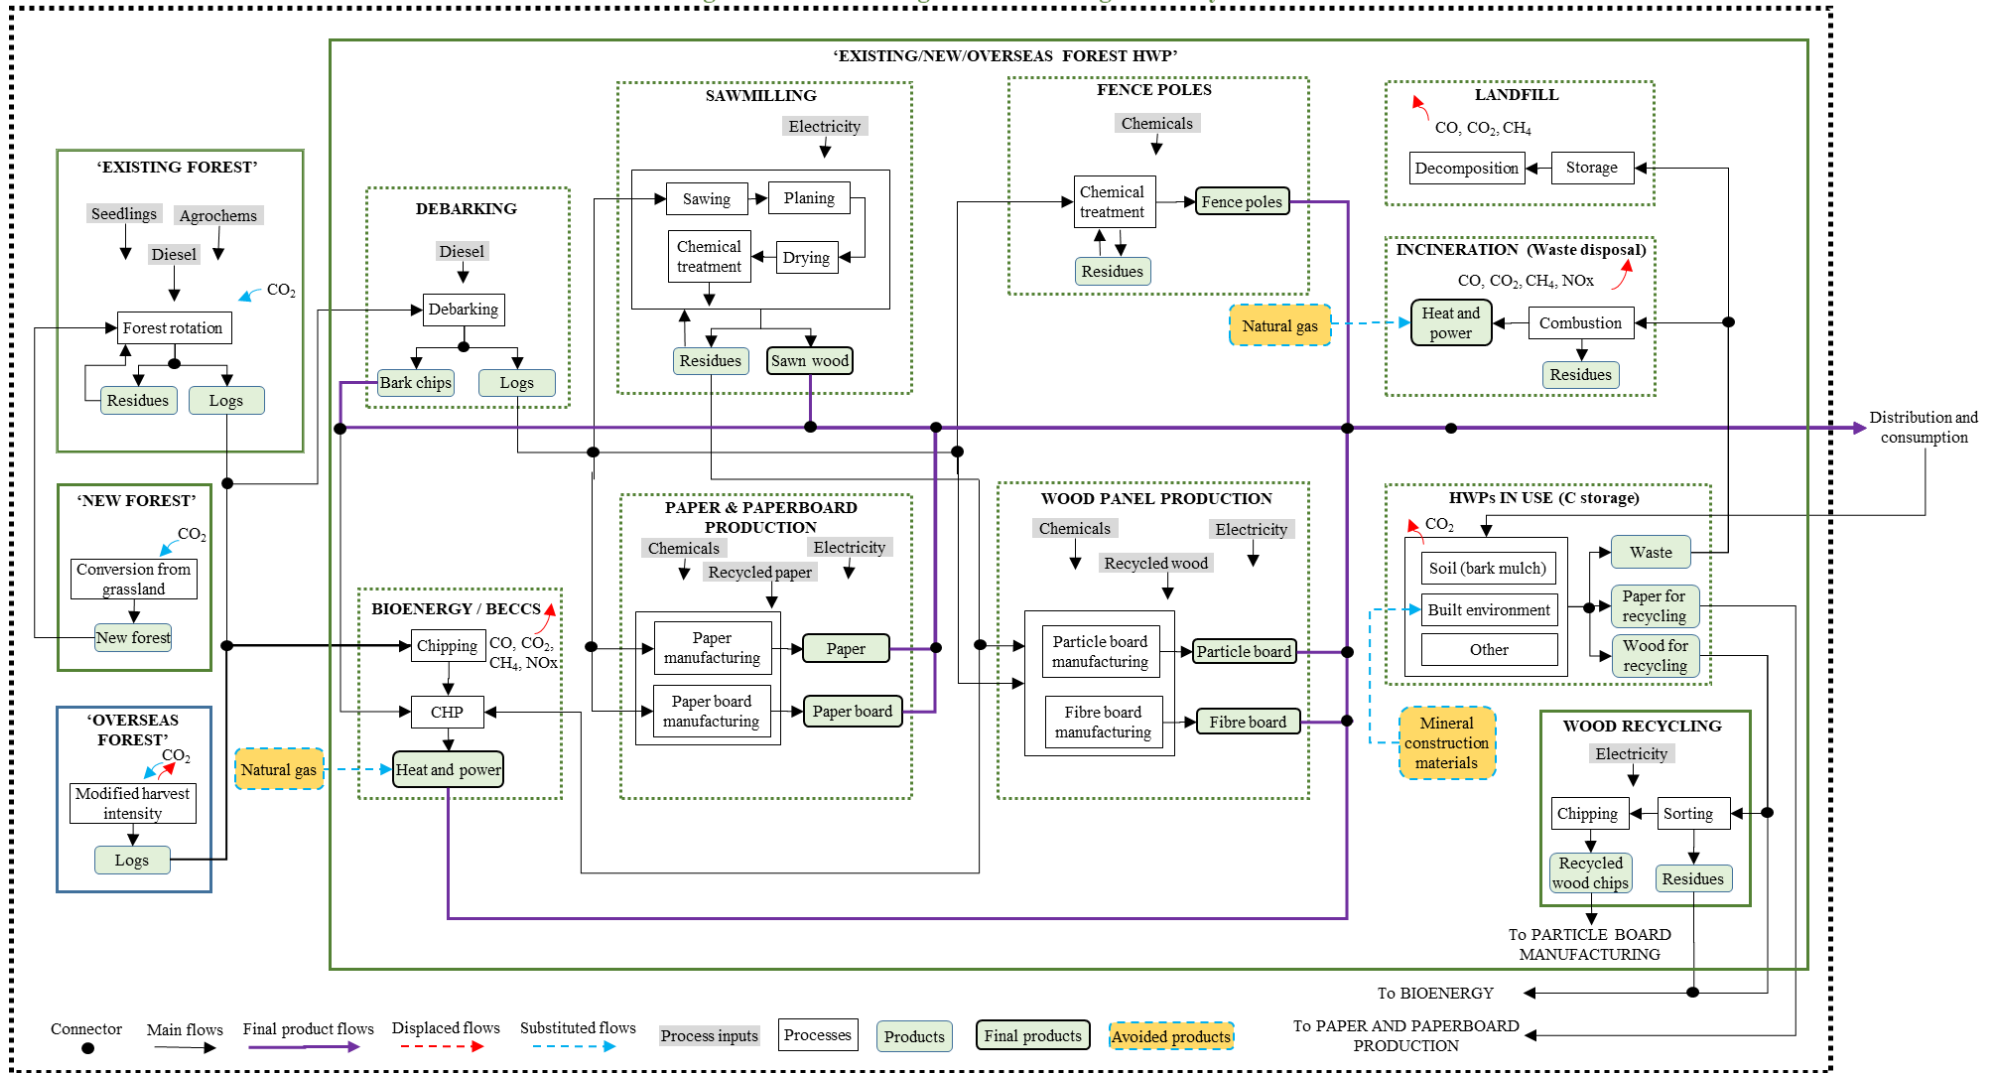 ‘EXISTING/NEW/OVERSEAS FOREST HWP’
‘EXISTING FOREST’
Seedlings
Agrochems
Diesel
CO2
Forest rotation
Residues
Logs
‘NEW FOREST’
CO2
Conversion from
grassland
New forest
‘OVERSEAS
FOREST’
CO2
Modified harvest
intensity
Logs
DEBARKING
Diesel
Debarking
Bark chips
Logs
SAWMILLING
Electricity
Sawing
Planing
Chemical
treatment
Drying
Residues
Sawn wood
FENCE POLES
Chemicals
Chemical
treatment
Fence poles
Residues
LANDFILL
CO, CO2, CH4
Decomposition
Storage
INCINERATION (Waste disposal)
CO, CO2, CH4, NOx
Natural gas
Heat and
power
Combustion
Residues
Distribution and
consumption
BIOENERGY / BECCS
Chipping
CO, CO2,
CH4, NOx
CHP
Natural gas
Heat and power
PAPER & PAPERBOARD
PRODUCTION
Chemicals
Electricity
Recycled paper
Paper
manufacturing
Paper
Paper board
manufacturing
Paper board
WOOD PANEL PRODUCTION
Chemicals
Electricity
Recycled wood
Particle board
manufacturing
Particle board
Fibre board
manufacturing
Fibre board
HWPs IN USE (C storage)
CO2
Soil (bark mulch)
Built environment
Other
Waste
Paper for
recycling
Wood for
recycling
Mineral
construction
materials
WOOD RECYCLING
Electricity
Chipping
Sorting
Recycled
wood chips
Residues
To PARTICLE BOARD
MANUFACTURING
To BIOENERGY
To PAPER AND PAPERBOARD
PRODUCTION
Connector
Main flows
Final product flows
Displaced flows
Substituted flows
Process inputs
Processes
Products
Final products
Avoided products